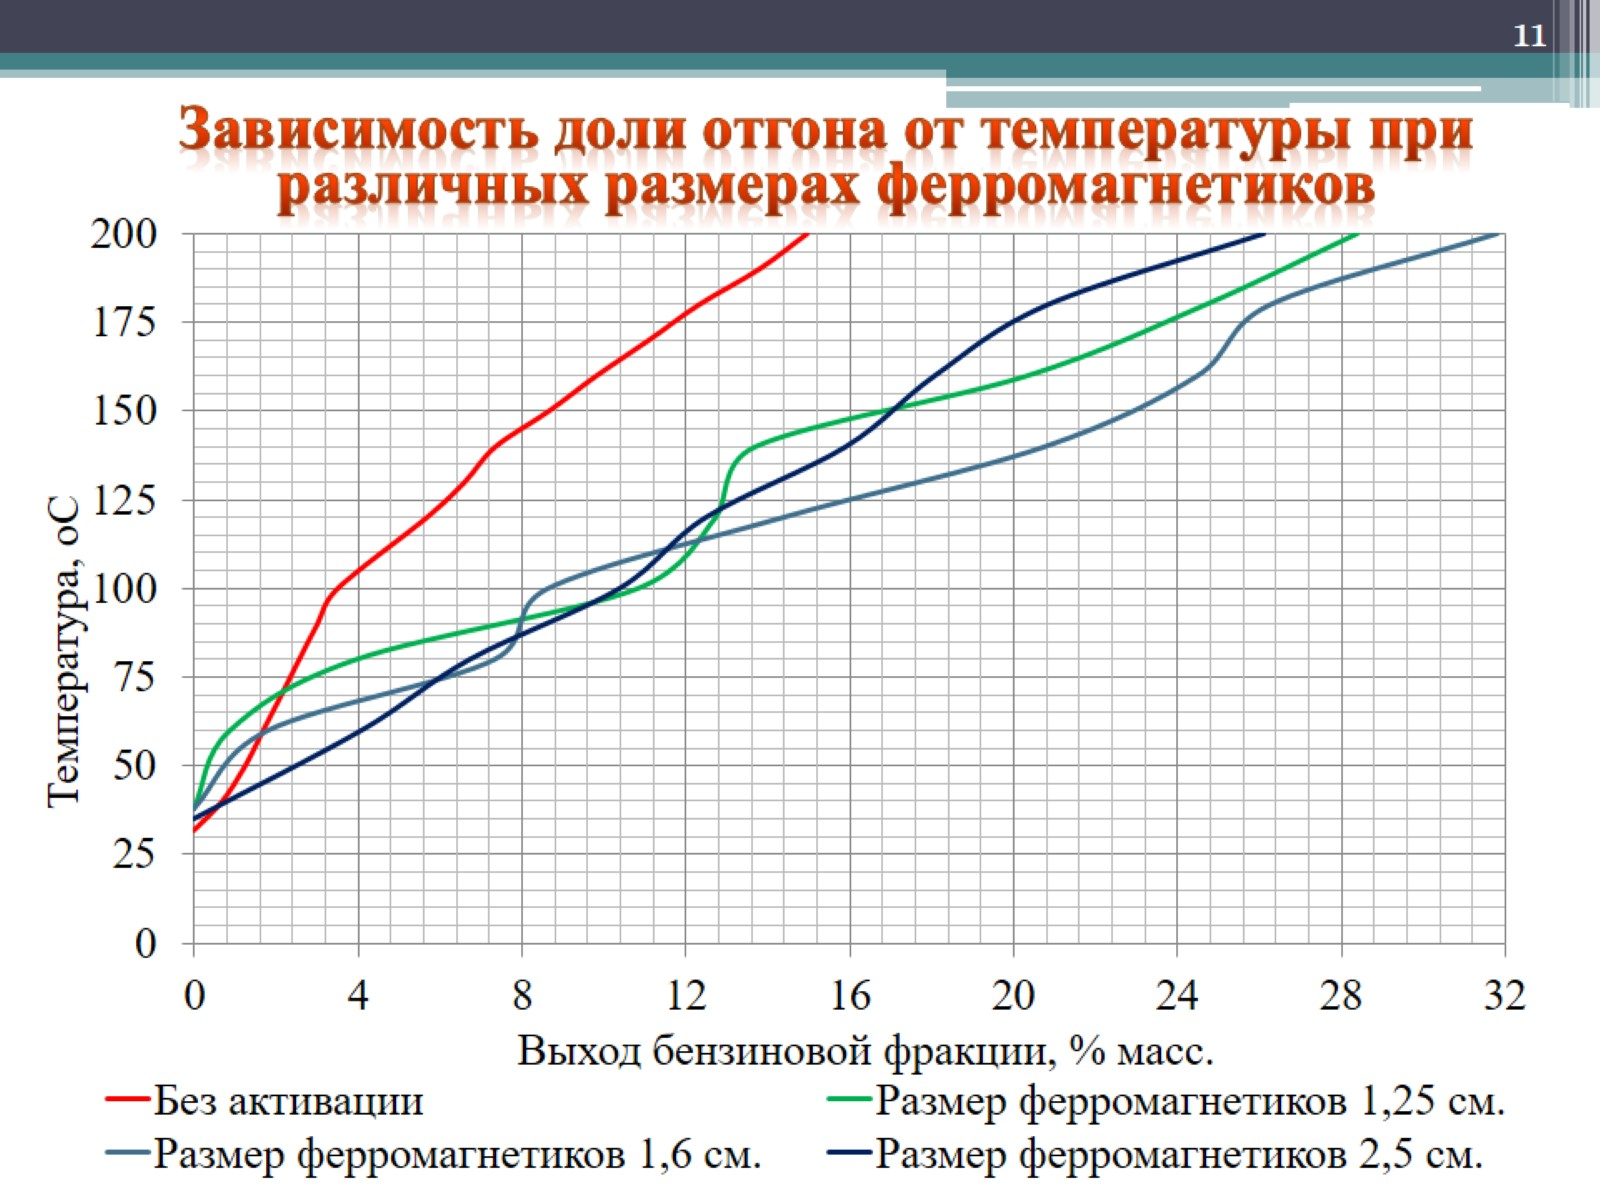 11
Зависимость доли отгона от температуры при
различных размерах ферромагнетиков
200
175
150
125
100
75
50
25
0
Температура, оС
0 4 8 12 16 20 24 28 32
Выход бензиновой фракции, % масс.
Без активации
Размер ферромагнетиков 1,25 см.
Размер ферромагнетиков 1,6 см.
Размер ферромагнетиков 2,5 см.